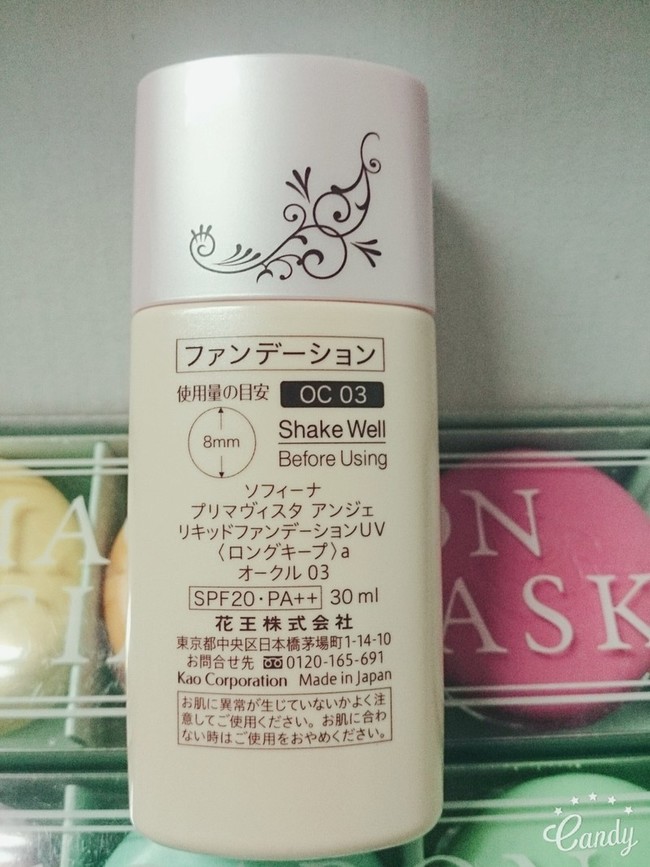 ファンデーション
使用量の目安 OC 03
8mm
Shake Well
Before Using
ソフィーナ
プリマヴィスタ アンジェ
リキッドファンデーションUV
〈ロングキープ〉a
オークル 03
SPF20・PA++ 30 ml
花王株式会社
東京都中央区日本橋茅場町1-14-10
お問合せ先 0120-165-691
Kao Corporation Made in Japan
お肌に異常が生じていないかよく注
意してご使用ください。お肌に合わ
ない時はご使用をおやめください。
ON
ASK
Candy